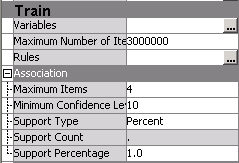 Train
Variables ...
Maximum Number of Ite 3000000
Rules ...
Association
Maximum Items 4
Minimum Confidence Le 10
Support Type Percent
Support Count .
Support Percentage 1.0